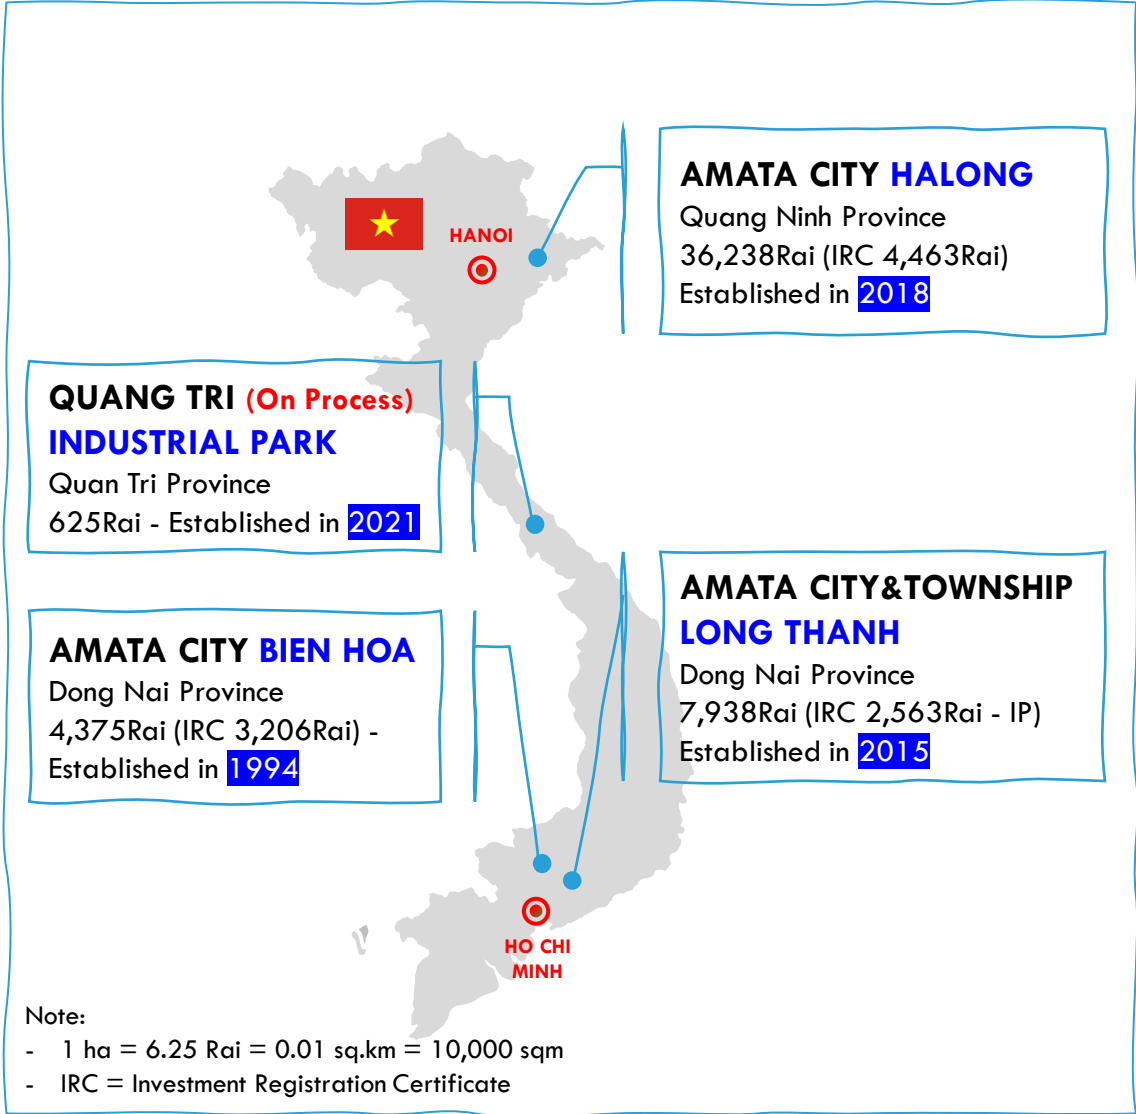 HANOI
AMATA CITY HALONG
Quang Ninh Province
36,238Rai (IRC 4,463Rai)
Established in 2018
QUANG TRI (On Process)
INDUSTRIAL PARK
Quan Tri Province
625Rai - Established in 2021
AMATA CITY BIEN HOA
Dong Nai Province
4,375Rai (IRC 3,206Rai) -
Established in 1994
AMATA CITY&TOWNSHIP
LONG THANH
Dong Nai Province
7,938Rai (IRC 2,563Rai - IP)
Established in 2015
HO CHI
MINH
Note:
- 1 ha = 6.25 Rai = 0.01 sq.km = 10,000 sqm
- IRC = Investment Registration Certificate